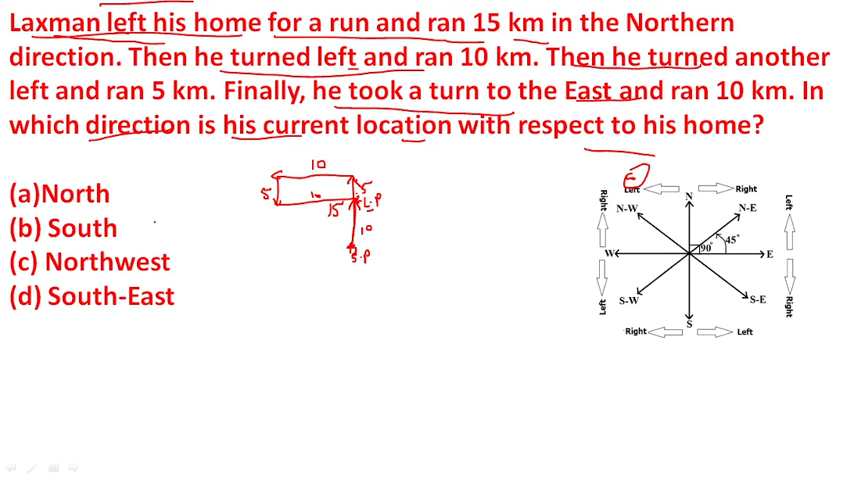 Laxman left his home for a run and ran 15 km in the Northern
direction. Then he turned left and ran 10 km. Then he turned another
left and ran 5 km. Finally, he took a turn to the East and ran 10 km. In
which direction is his current location with respect to his home?
(a)North
(b) South
(c) Northwest
(d) South-East
10
5
5
10
15
L.P
10
S.P
Left
Right
N
N-W
N-E
Right
Left
45°
90°
W
E
S-W
S-E
Left
Right
S
Right
Left